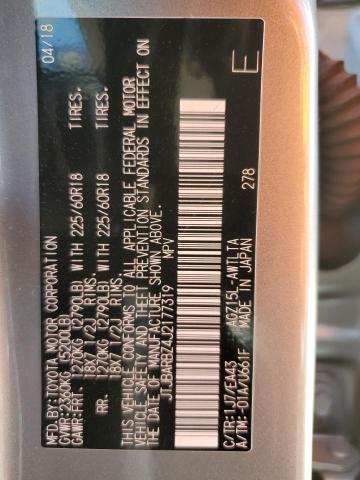 MFD.BY:TOYOTA MOTOR CORPORATION 04/18
GVWR:2360KG (5200LB)
GAWR:FRT 1220KG (2790LB) WITH 225/60R18 TIRES.
18X7 1/2J RIMS.
RR. 1270KG (2790LB) WITH 225/60R18 TIRES.
18X7 1/2J RIMS.
THIS VEHICLE CONFORMS TO ALL APPLICABLE FEDERAL MOTOR
VEHICLE SAFETY AND THEFT PREVENTION STANDARDS IN EFFECT ON
THE DATE OF MANUFACTURE SHOWN ABOVE.
JTJBARBZ4J2177319 MPV
C/TR:1J7/EA43 AGZ15L-AWTLTA
A/TM:-01A/U661F MADE IN JAPAN
278
E